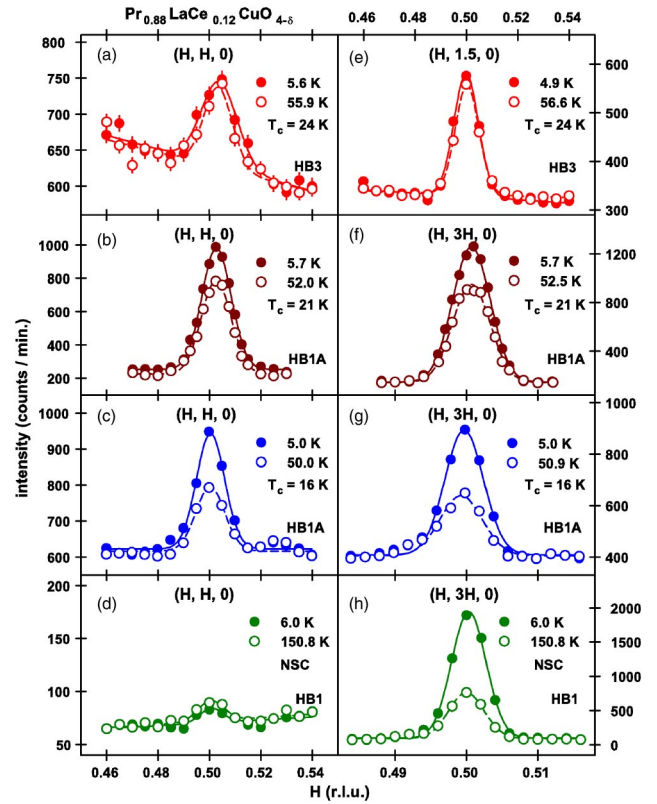 Pr0.88LaCe0.12CuO4-δ
0.46 0.48 0.50 0.52 0.54
800
750
700
650
600
(a)
(H, H, 0)
5.6 K
55.9 K
Tc = 24 K
HB3
(e)
(H, 1.5, 0)
4.9 K
56.6 K
Tc = 24 K
HB3
600
500
400
300
1000
800
600
400
200
(b)
(H, H, 0)
5.7 K
52.0 K
Tc = 21 K
HB1A
(f)
(H, 3H, 0)
5.7 K
52.5 K
Tc = 21 K
HB1A
1200
800
400
intensity (counts / min.)
1000
900
800
700
600
(c)
(H, H, 0)
5.0 K
50.0 K
Tc = 16 K
HB1A
(g)
(H, 3H, 0)
5.0 K
50.9 K
Tc = 16 K
HB1A
1000
800
600
400
200
150
100
50
(d)
(H, H, 0)
6.0 K
150.8 K
NSC
HB1
(h)
(H, 3H, 0)
6.0 K
150.8 K
NSC
HB1
2000
1500
1000
500
0
0.46 0.48 0.50 0.52 0.54
0.49 0.50 0.51
H (r.l.u.)